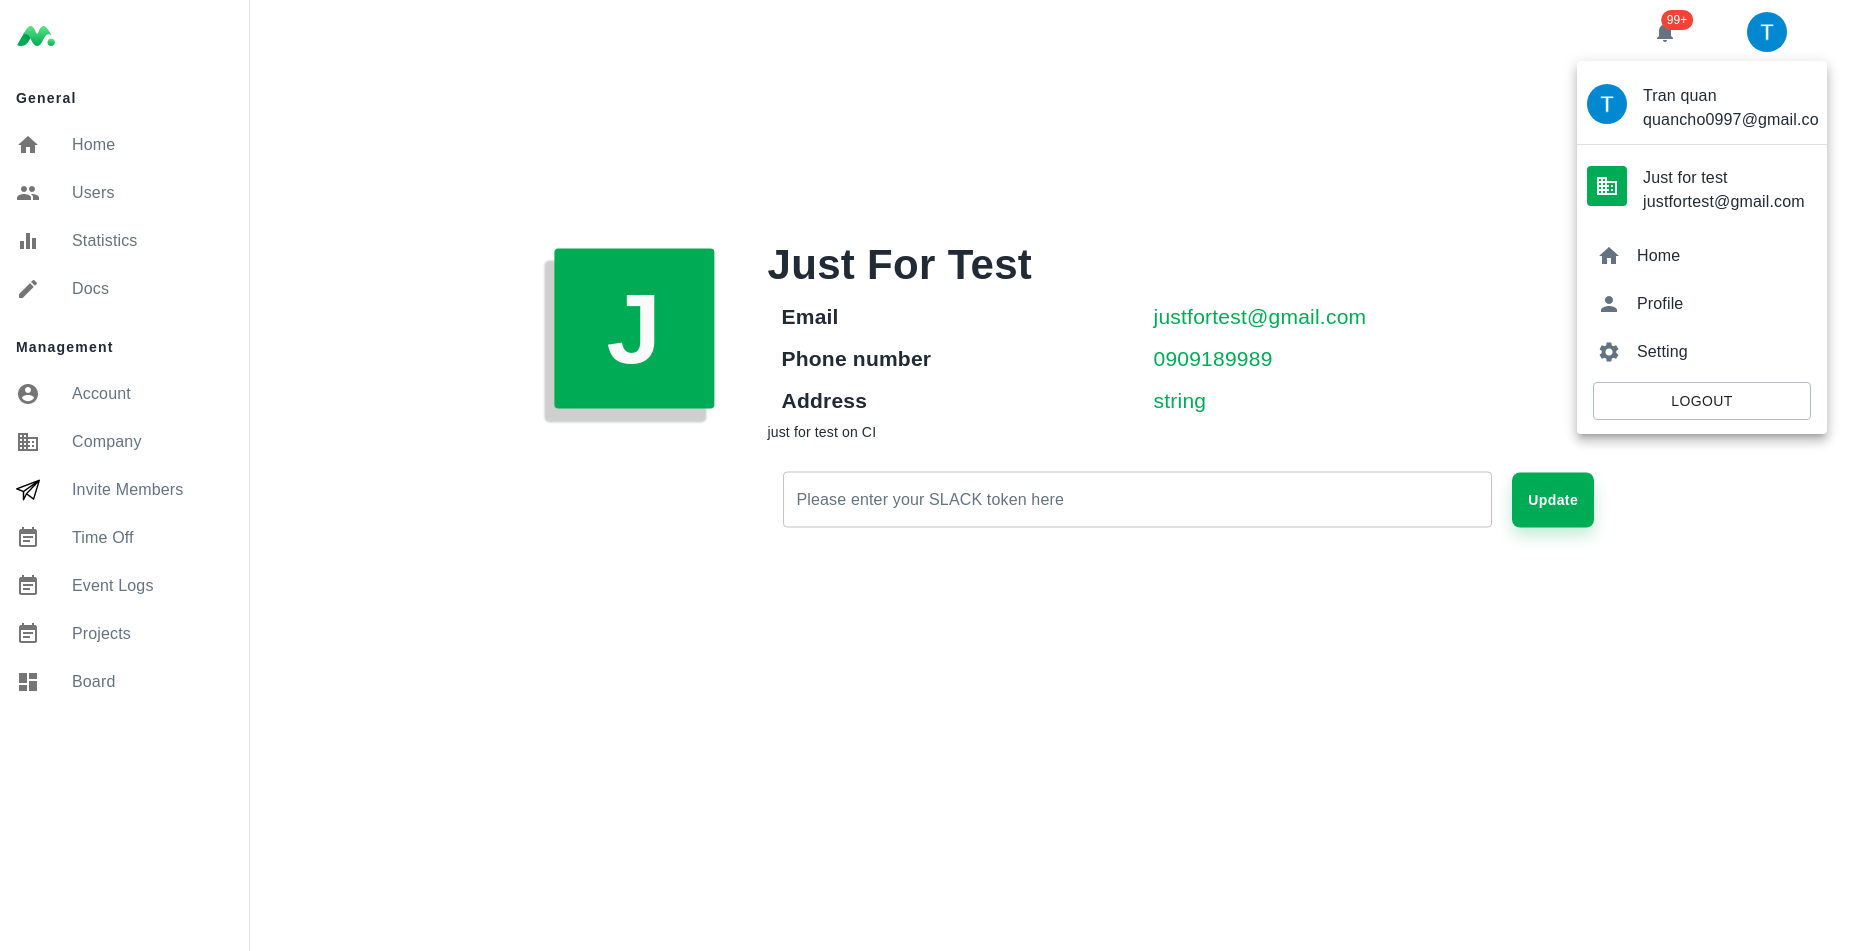 General
Home
Users
Statistics
Docs
Management
Account
Company
Invite Members
Time Off
Event Logs
Projects
Board
J
Just For Test
Email justfortest@gmail.com
Phone number 0909189989
Address string
just for test on CI
Please enter your SLACK token here
Update
99+
T
T
Tran quan
quancho0997@gmail.co
Just for test
justfortest@gmail.com
Home
Profile
Setting
LOGOUT